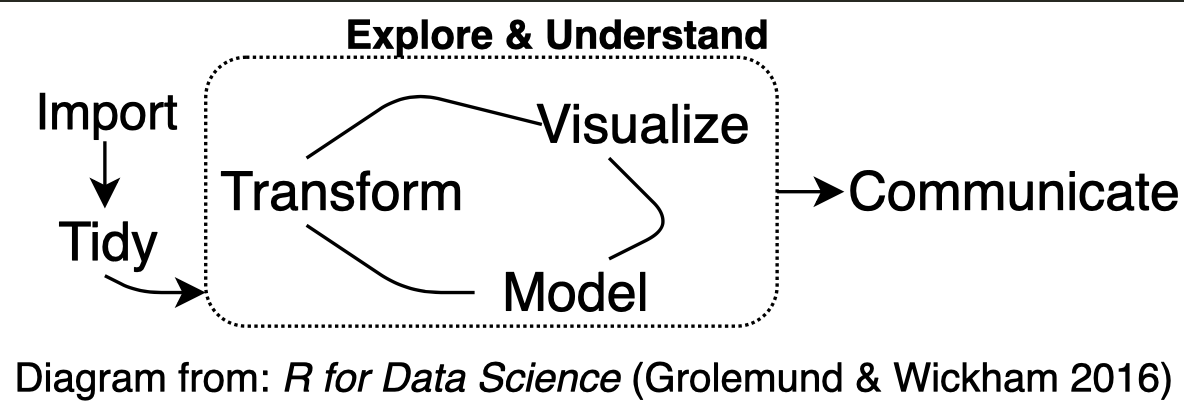 Explore & Understand
Import
Tidy
Transform
Visualize
Model
Communicate
Diagram from: R for Data Science (Grolemund & Wickham 2016)